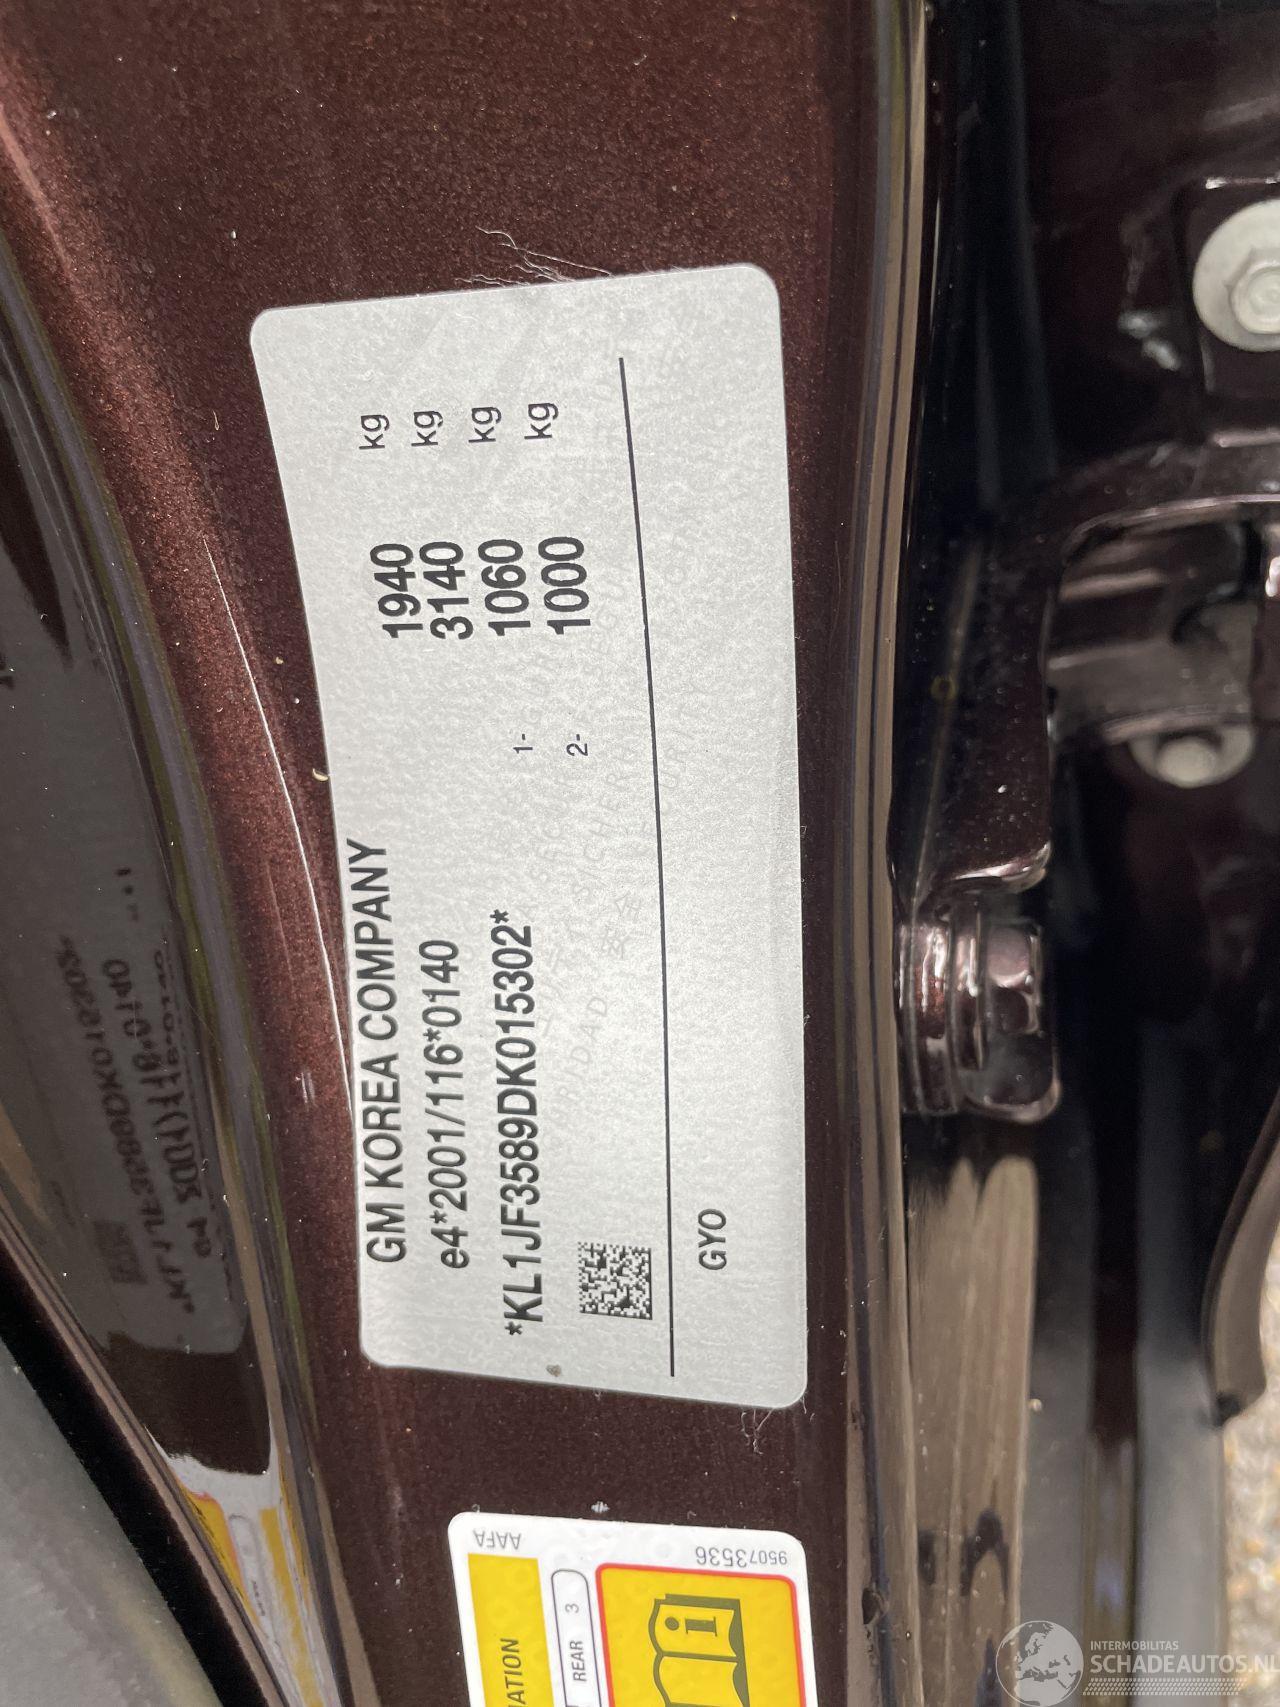 GM KOREA COMPANY
e4*2001/116*0140
*KL1JF3589DK015302*
1940 kg
3140 kg
1- 1060 kg
2- 1000 kg
GYO
AAFA
95073536
REAR 3
i
INTERMOBILITAS
SCHADEAUTOS.NL